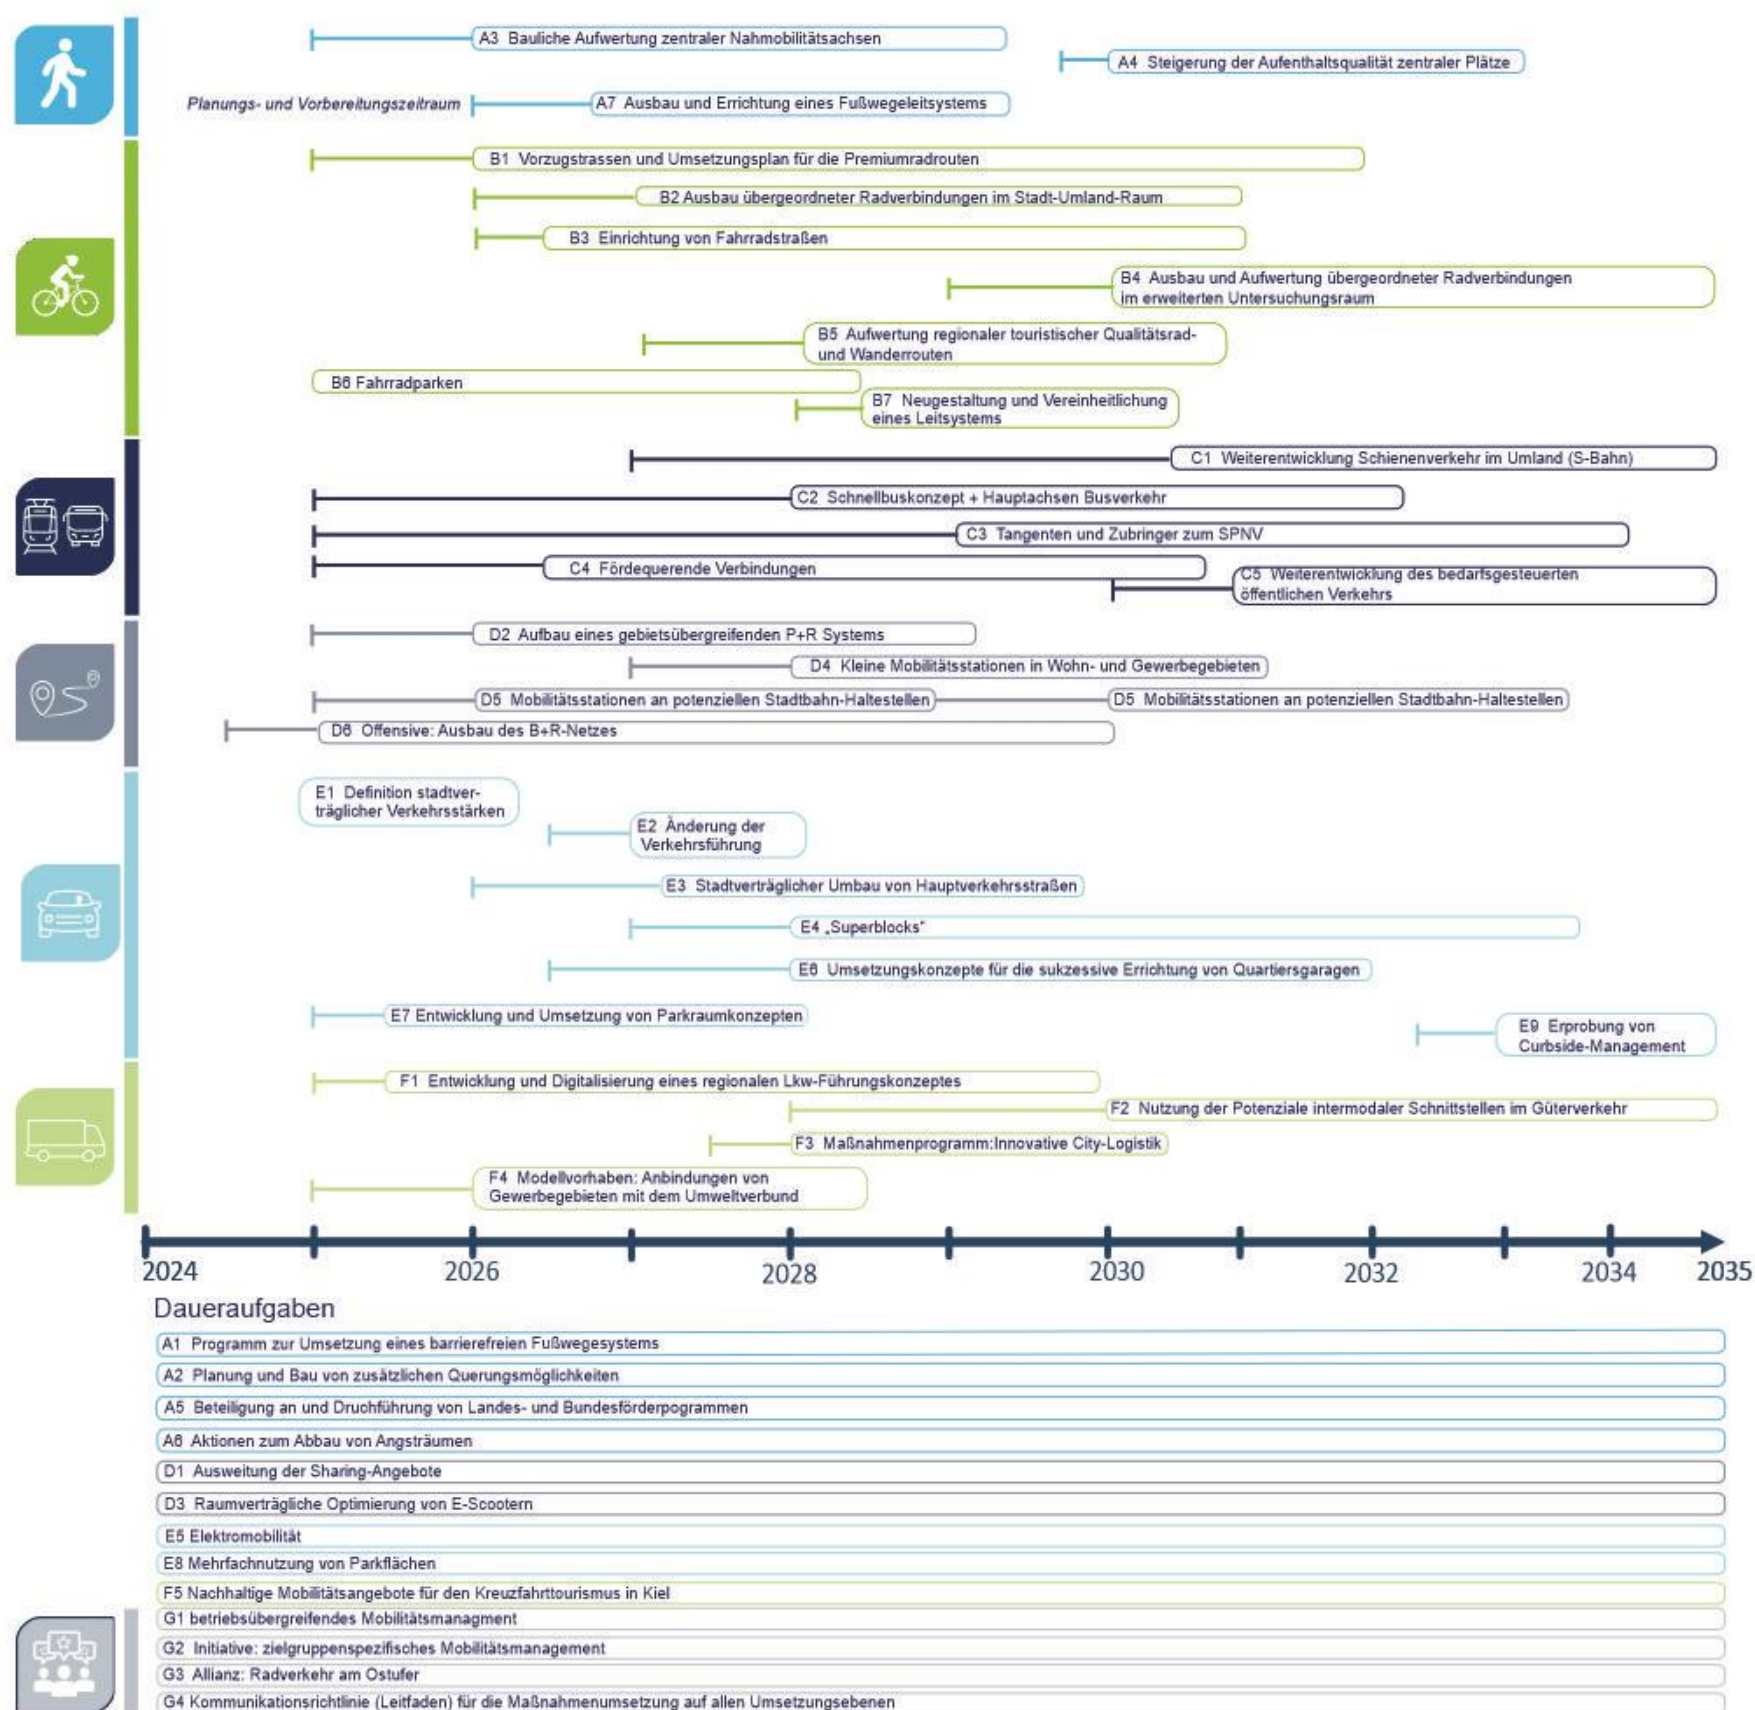 A3 Bauliche Aufwertung zentraler Nahmobilitätsachsen
A4 Steigerung der Aufenthaltsqualität zentraler Plätze
Planungs- und Vorbereitungszeitraum
A7 Ausbau und Errichtung eines Fußwegeleitsystems
B1 Vorzugstrassen und Umsetzungsplan für die Premiumradrouten
B2 Ausbau übergeordneter Radverbindungen im Stadt-Umland-Raum
B3 Einrichtung von Fahrradstraßen
B4 Ausbau und Aufwertung übergeordneter Radverbindungen
im erweiterten Untersuchungsraum
B5 Aufwertung regionaler touristischer Qualitätsrad-
und Wanderrouten
B6 Fahrradparken
B7 Neugestaltung und Vereinheitlichung
eines Leitsystems
C1 Weiterentwicklung Schienenverkehr im Umland (S-Bahn)
C2 Schnellbuskonzept + Hauptachsen Busverkehr
C3 Tangenten und Zubringer zum SPNV
C4 Fördequerende Verbindungen
C5 Weiterentwicklung des bedarfsgesteuerten
öffentlichen Verkehrs
D2 Aufbau eines gebietsübergreifenden P+R Systems
D4 Kleine Mobilitätsstationen in Wohn- und Gewerbegebieten
D5 Mobilitätsstationen an potenziellen Stadtbahn-Haltestellen
D5 Mobilitätsstationen an potenziellen Stadtbahn-Haltestellen
D6 Offensive: Ausbau des B+R-Netzes
E1 Definition stadtver-
träglicher Verkehrsstärken
E2 Änderung der
Verkehrsführung
E3 Stadtverträglicher Umbau von Hauptverkehrsstraßen
E4 „Superblocks“
E6 Umsetzungskonzepte für die sukzessive Errichtung von Quartiersgaragen
E7 Entwicklung und Umsetzung von Parkraumkonzepten
E9 Erprobung von
Curbside-Management
F1 Entwicklung und Digitalisierung eines regionalen Lkw-Führungskonzeptes
F2 Nutzung der Potenziale intermodaler Schnittstellen im Güterverkehr
F3 Maßnahmenprogramm:Innovative City-Logistik
F4 Modellvorhaben: Anbindungen von
Gewerbegebieten mit dem Umweltverbund
2024 2026 2028 2030 2032 2034 2035
Daueraufgaben
A1 Programm zur Umsetzung eines barrierefreien Fußwegesystems
A2 Planung und Bau von zusätzlichen Querungsmöglichkeiten
A5 Beteiligung an und Druchführung von Landes- und Bundesförderpogrammen
A6 Aktionen zum Abbau von Angsträumen
D1 Ausweitung der Sharing-Angebote
D3 Raumverträgliche Optimierung von E-Scootern
E5 Elektromobilität
E8 Mehrfachnutzung von Parkflächen
F5 Nachhaltige Mobilitätsangebote für den Kreuzfahrttourismus in Kiel
G1 betriebsübergreifendes Mobilitätsmanagment
G2 Initiative: zielgruppenspezifisches Mobilitätsmanagement
G3 Allianz: Radverkehr am Ostufer
G4 Kommunikationsrichtlinie (Leitfaden) für die Maßnahmenumsetzung auf allen Umsetzungsebenen